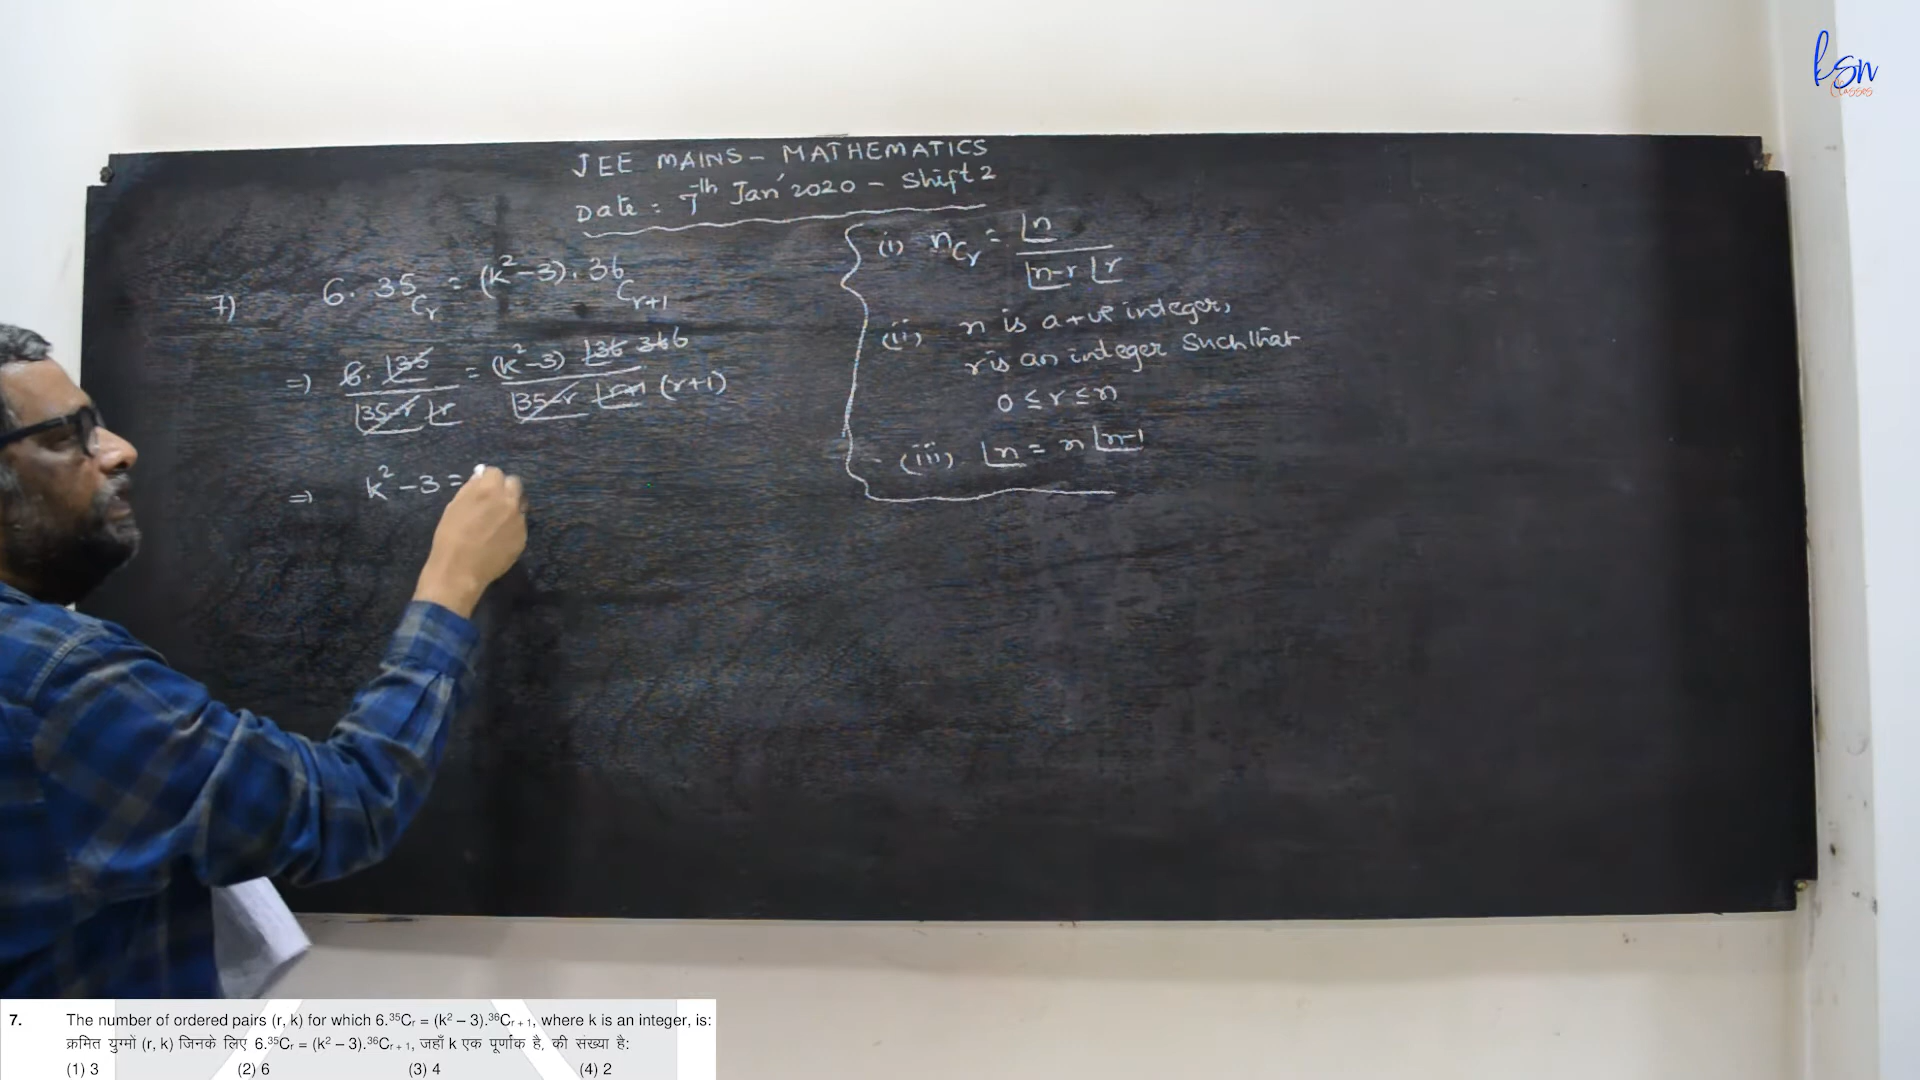 ksn
Classes
JEE MAINS - MATHEMATICS
Date : 7th Jan' 2020 - Shift 2
7) 6. 35Cr = (k² - 3). 36Cr+1
=) 6. |35 / |35-r |r = (k² - 3) |36 36 6 / |35-r |r+1 (r+1)
=) k² - 3 =
(i) nCr = |n / |n-r |r
(ii) n is a +ve integer,
r is an integer Such that
0 ≤ r ≤ n
(iii) |n = n |n-1
7. The number of ordered pairs (r, k) for which 6.³⁵Cᵣ = (k² – 3).³⁶Cᵣ ₊ ₁, where k is an integer, is:
क्रमित युग्मों (r, k) जिनके लिए 6.³⁵Cᵣ = (k² – 3).³⁶Cᵣ ₊ ₁, जहाँ k एक पूर्णांक है, की संख्या है:
(1) 3 (2) 6 (3) 4 (4) 2